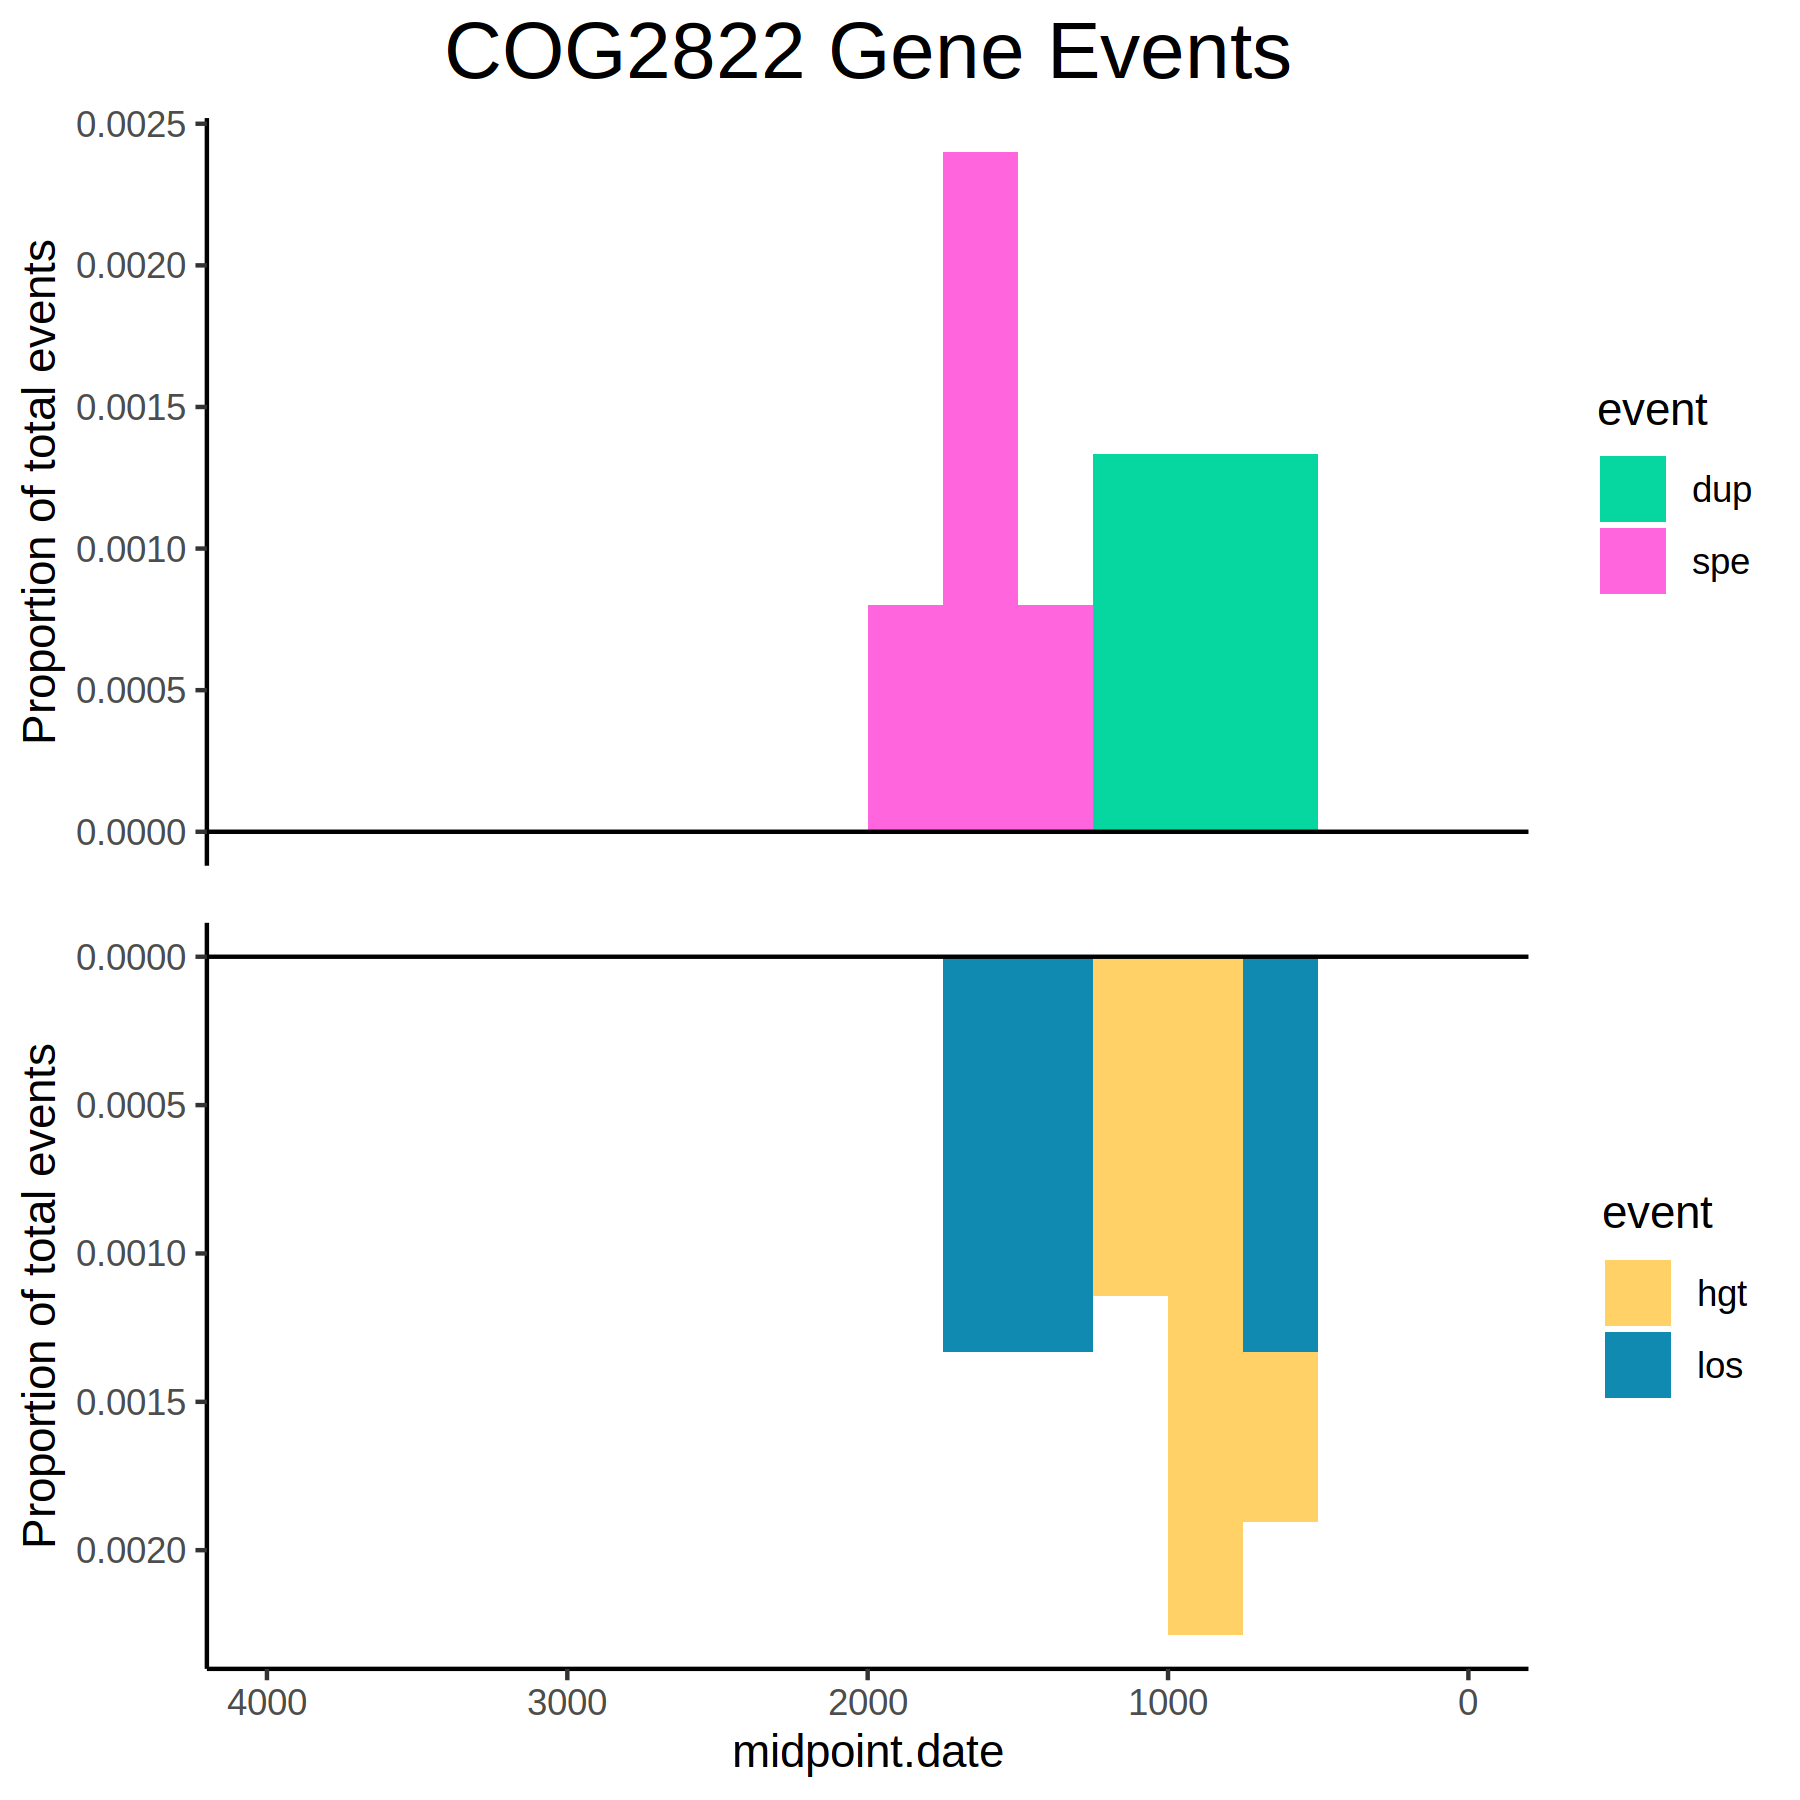 COG2822 Gene Events
Proportion of total events
0.0025
0.0020
0.0015
0.0010
0.0005
0.0000
event
dup
spe
Proportion of total events
0.0000
0.0005
0.0010
0.0015
0.0020
event
hgt
los
4000 3000 2000 1000 0
midpoint.date